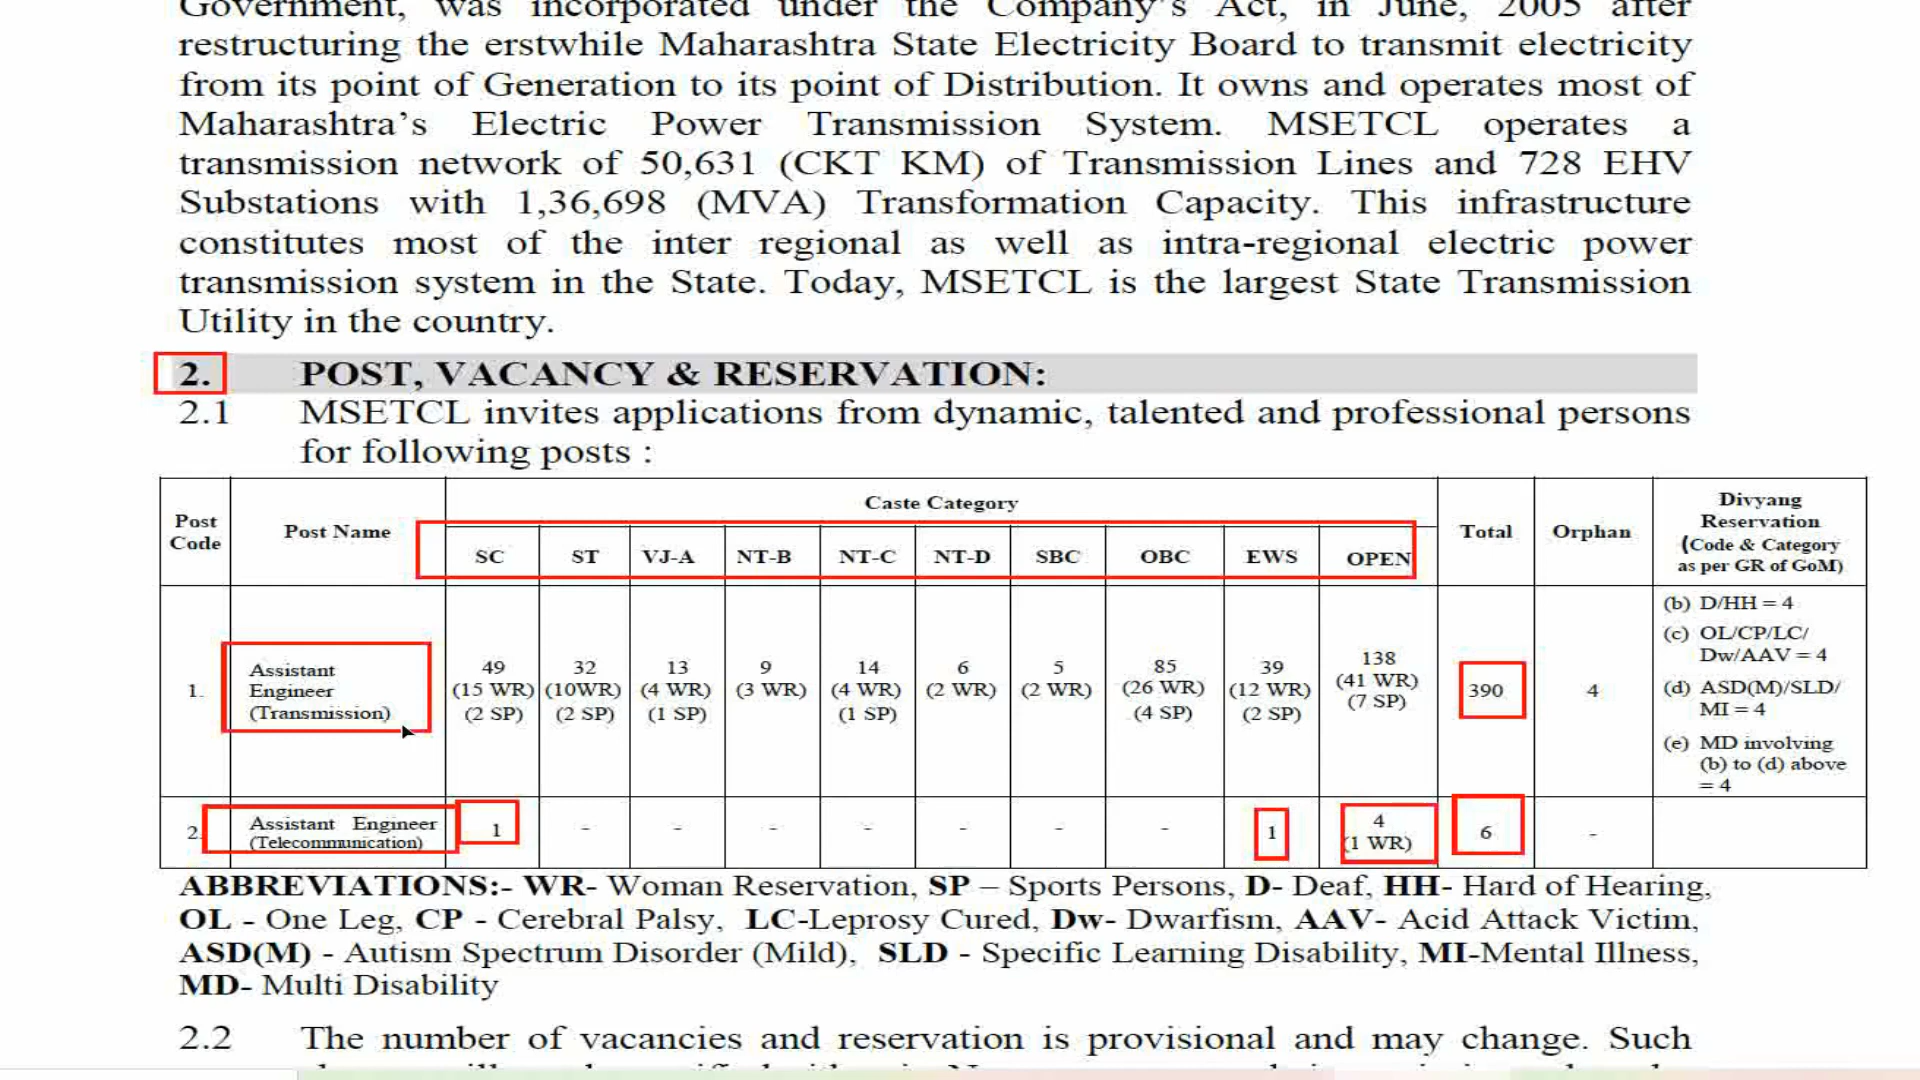 Government, was incorporated under the Company's Act, in June, 2005 after
restructuring the erstwhile Maharashtra State Electricity Board to transmit electricity
from its point of Generation to its point of Distribution. It owns and operates most of
Maharashtra's Electric Power Transmission System. MSETCL operates a
transmission network of 50,631 (CKT KM) of Transmission Lines and 728 EHV
Substations with 1,36,698 (MVA) Transformation Capacity. This infrastructure
constitutes most of the inter regional as well as intra-regional electric power
transmission system in the State. Today, MSETCL is the largest State Transmission
Utility in the country.
2. POST, VACANCY & RESERVATION:
2.1 MSETCL invites applications from dynamic, talented and professional persons
for following posts :
Post Code
Post Name
Caste Category
SC ST VJ-A NT-B NT-C NT-D SBC OBC EWS OPEN
Total
Orphan
Divyang
Reservation
(Code & Category
as per GR of GoM)
1.
Assistant
Engineer
(Transmission)
49
(15 WR)
(2 SP)
32
(10WR)
(2 SP)
13
(4 WR)
(1 SP)
9
(3 WR)
14
(4 WR)
(1 SP)
6
(2 WR)
5
(2 WR)
85
(26 WR)
(4 SP)
39
(12 WR)
(2 SP)
138
(41 WR)
(7 SP)
390
4
(b) D/HH = 4
(c) OL/CP/LC/
Dw/AAV = 4
(d) ASD(M)/SLD/
MI = 4
(e) MD involving
(b) to (d) above
= 4
2.
Assistant Engineer
(Telecommunication)
1
-
-
-
-
-
-
-
1
4
(1 WR)
6
-
ABBREVIATIONS:- WR- Woman Reservation, SP – Sports Persons, D- Deaf, HH- Hard of Hearing,
OL - One Leg, CP - Cerebral Palsy, LC-Leprosy Cured, Dw- Dwarfism, AAV- Acid Attack Victim,
ASD(M) - Autism Spectrum Disorder (Mild), SLD - Specific Learning Disability, MI-Mental Illness,
MD- Multi Disability
2.2 The number of vacancies and reservation is provisional and may change. Such